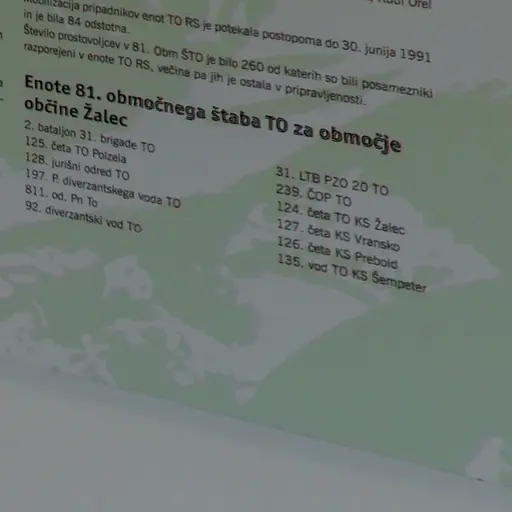 Orel
Mobilizacija pripadnikov enot TO RS je potekala postopoma do 30. junija 1991
in je bila 84 odstotna.
Število prostovoljcev v 81. Obm ŠTO je bilo 260 od katerih so bili posamezniki
razporejeni v enote TO RS, večina pa jih je ostala v pripravljenosti.
Enote 81. območnega štaba TO za območje
občine Žalec
2. bataljon 31. brigade TO
125. četa TO Polzela
128. jurišni odred TO
197. P. diverzantskega voda TO
811. od. Pn To
92. diverzantski vod TO
31. LTB PZO 20 TO
239. ČOP TO
124. četa TO KS Žalec
127. četa KS Vransko
126. četa KS Prebold
135. vod TO KS Šempeter